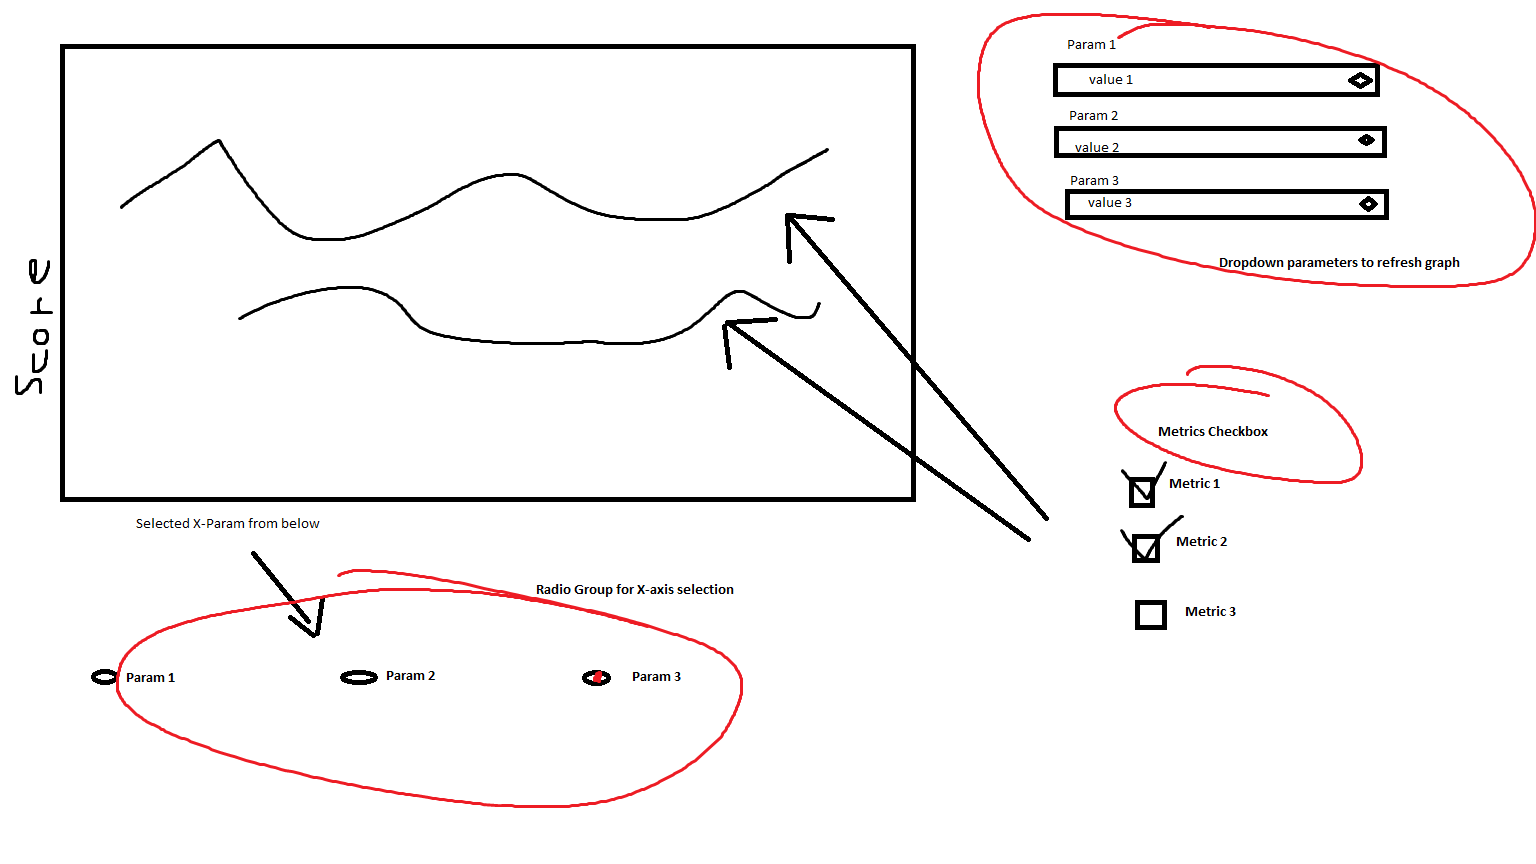 Param 1
value 1
Param 2
value 2
Param 3
value 3
Dropdown parameters to refresh graph
Score
Metrics Checkbox
Metric 1
Metric 2
Metric 3
Selected X-Param from below
Radio Group for X-axis selection
Param 1
Param 2
Param 3